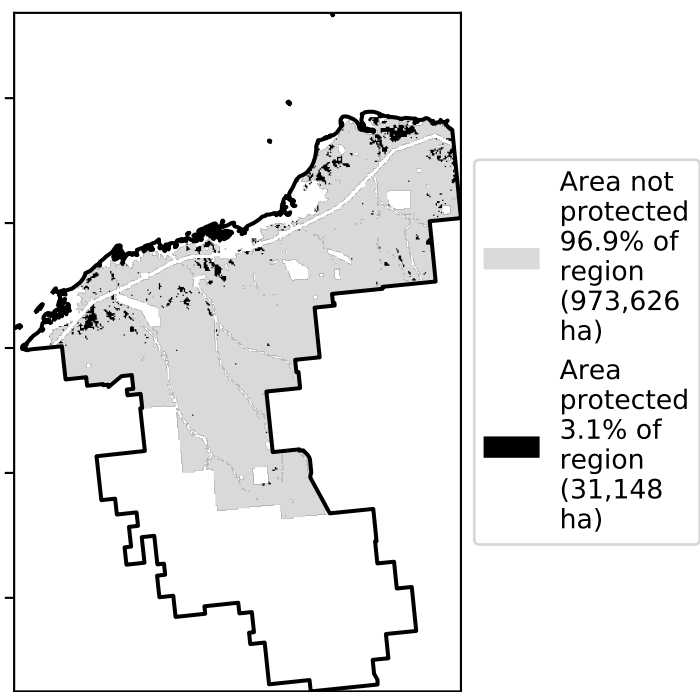 Area not
protected
96.9% of
region
(973,626
ha)
Area
protected
3.1% of
region
(31,148
ha)